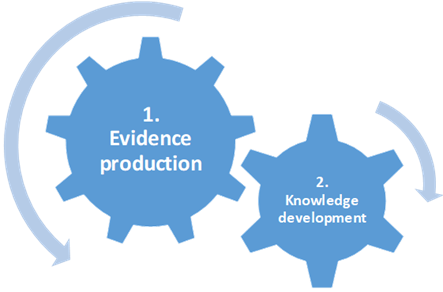 1.
Evidence
production
2.
Knowledge
development